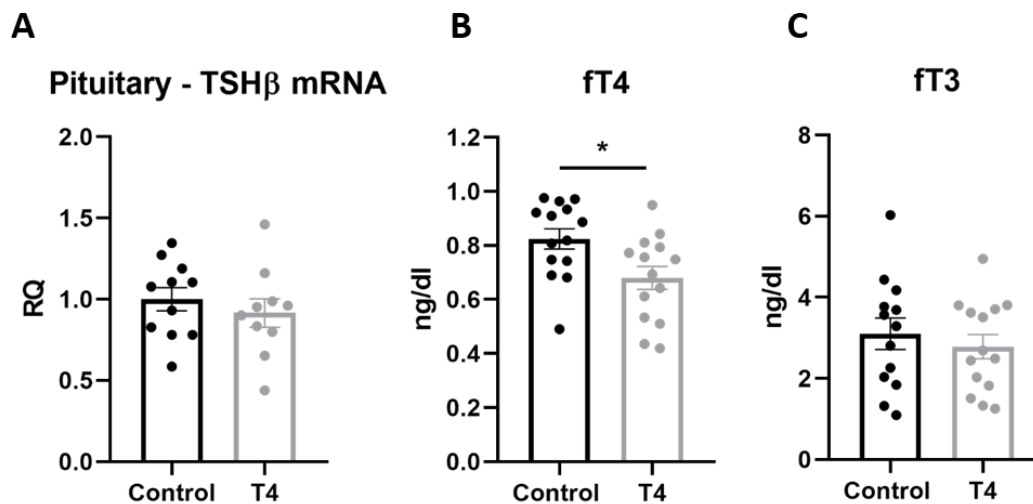 A
B
C
Pituitary - TSHβ mRNA
fT4
fT3
2.0
1.5
1.0
0.5
0.0
RQ
Control
T4
1.2
1.0
0.8
0.6
0.4
0.2
0.0
ng/dl
*
Control
T4
8
6
4
2
0
ng/dl
Control
T4